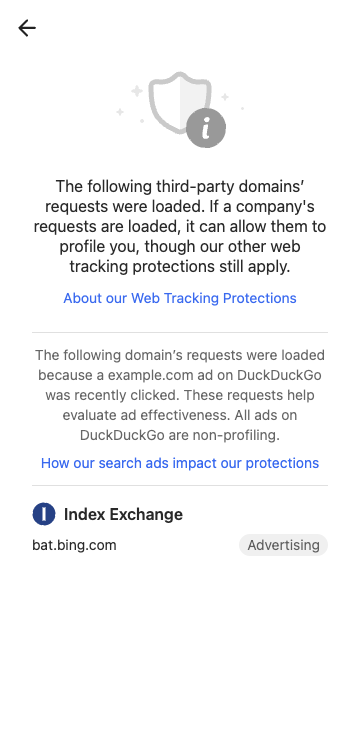 The following third-party domains’
requests were loaded. If a company's
requests are loaded, it can allow them to
profile you, though our other web
tracking protections still apply.
About our Web Tracking Protections
The following domain’s requests were loaded
because a example.com ad on DuckDuckGo
was recently clicked. These requests help
evaluate ad effectiveness. All ads on
DuckDuckGo are non-profiling.
How our search ads impact our protections
I Index Exchange
bat.bing.com Advertising